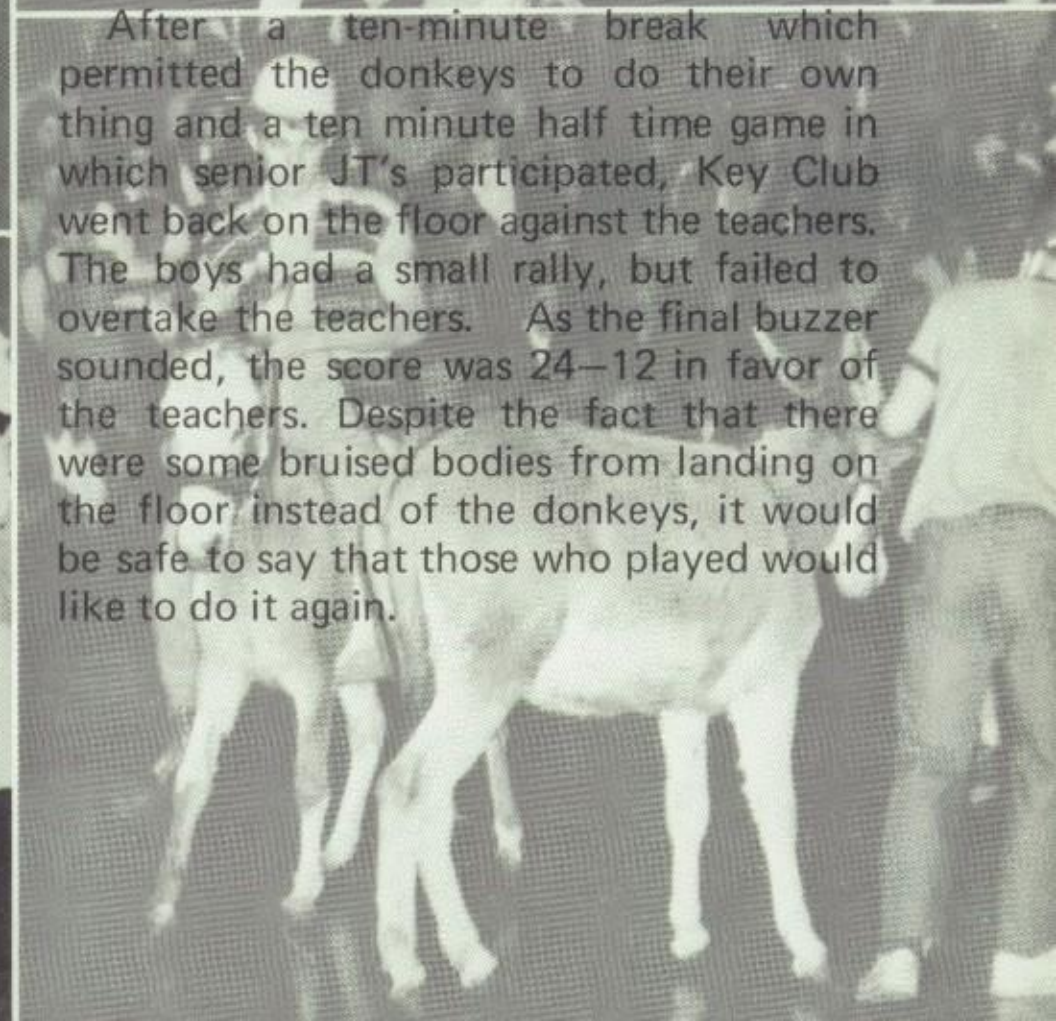 After a ten-minute break which
permitted the donkeys to do their own
thing and a ten minute half time game in
which senior JT's participated, Key Club
went back on the floor against the teachers.
The boys had a small rally, but failed to
overtake the teachers. As the final buzzer
sounded, the score was 24—12 in favor of
the teachers. Despite the fact that there
were some bruised bodies from landing on
the floor instead of the donkeys, it would
be safe to say that those who played would
like to do it again.